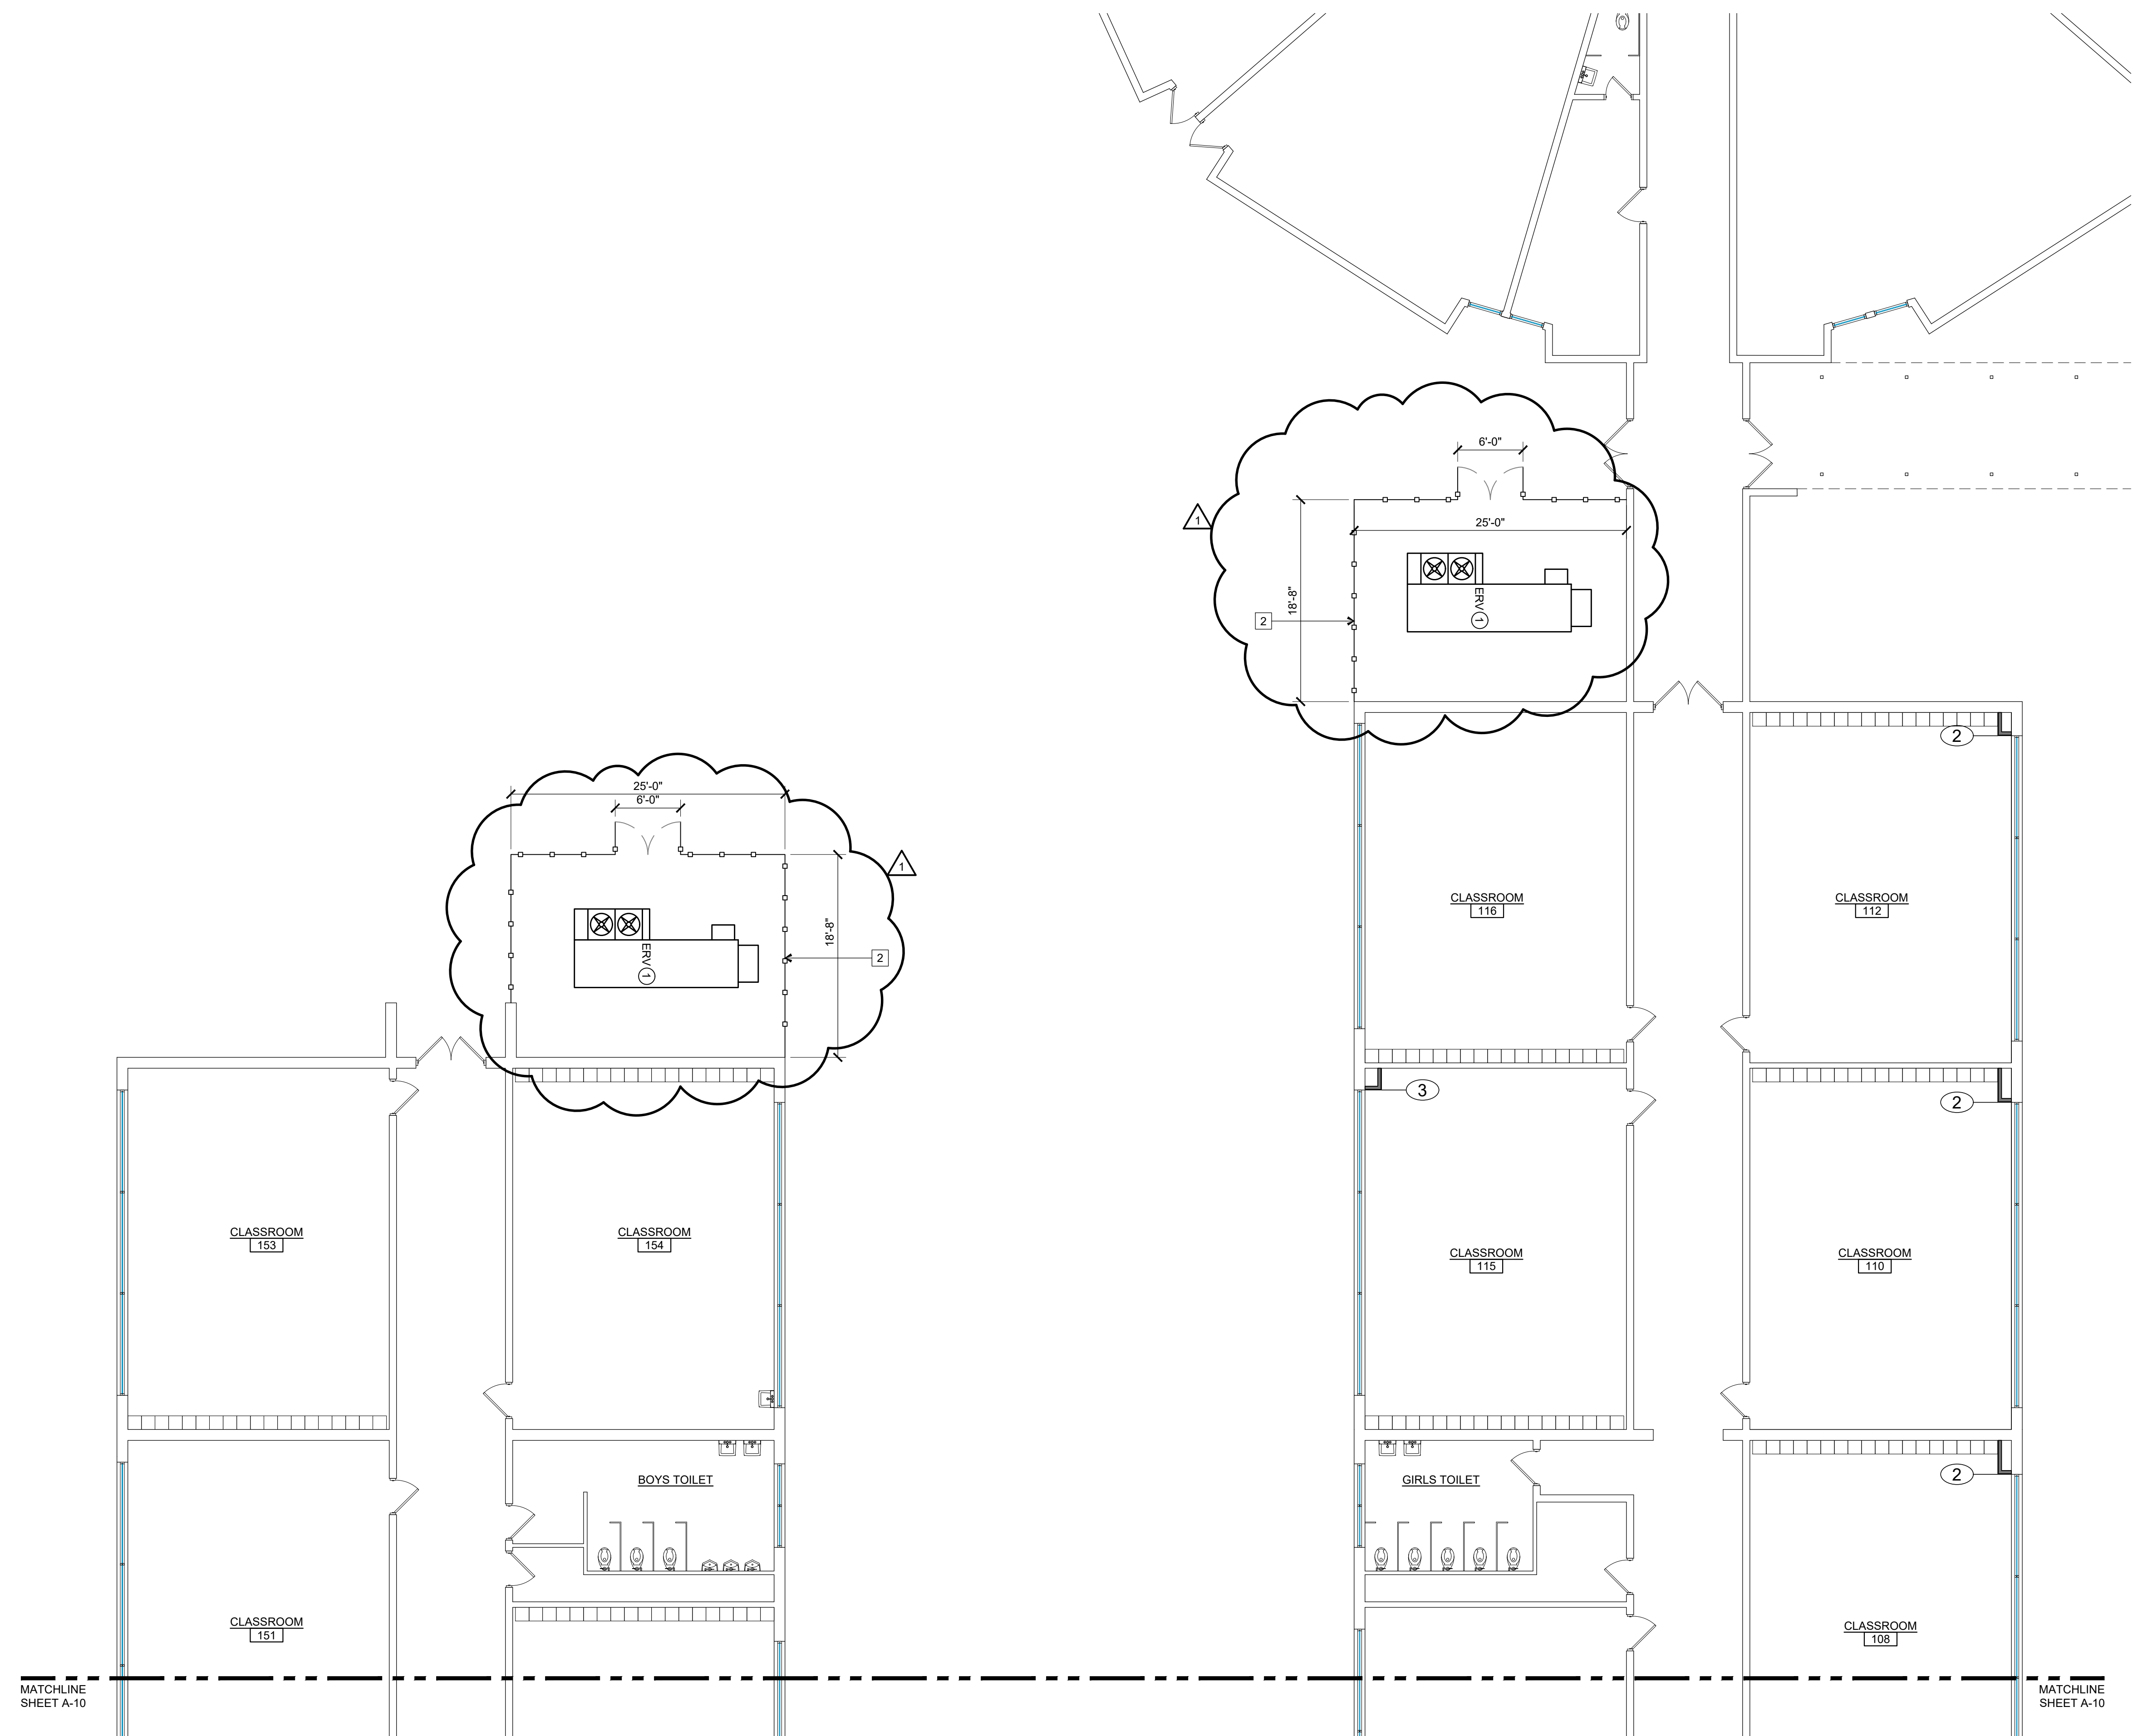 6'-0"
25'-0"
18'-8"
1
2
ERV
1
2
25'-0"
6'-0"
18'-8"
1
2
ERV
1
CLASSROOM
116
CLASSROOM
112
3
2
CLASSROOM
153
CLASSROOM
154
CLASSROOM
115
CLASSROOM
110
BOYS TOILET
GIRLS TOILET
2
CLASSROOM
151
CLASSROOM
108
MATCHLINE
SHEET A-10
MATCHLINE
SHEET A-10